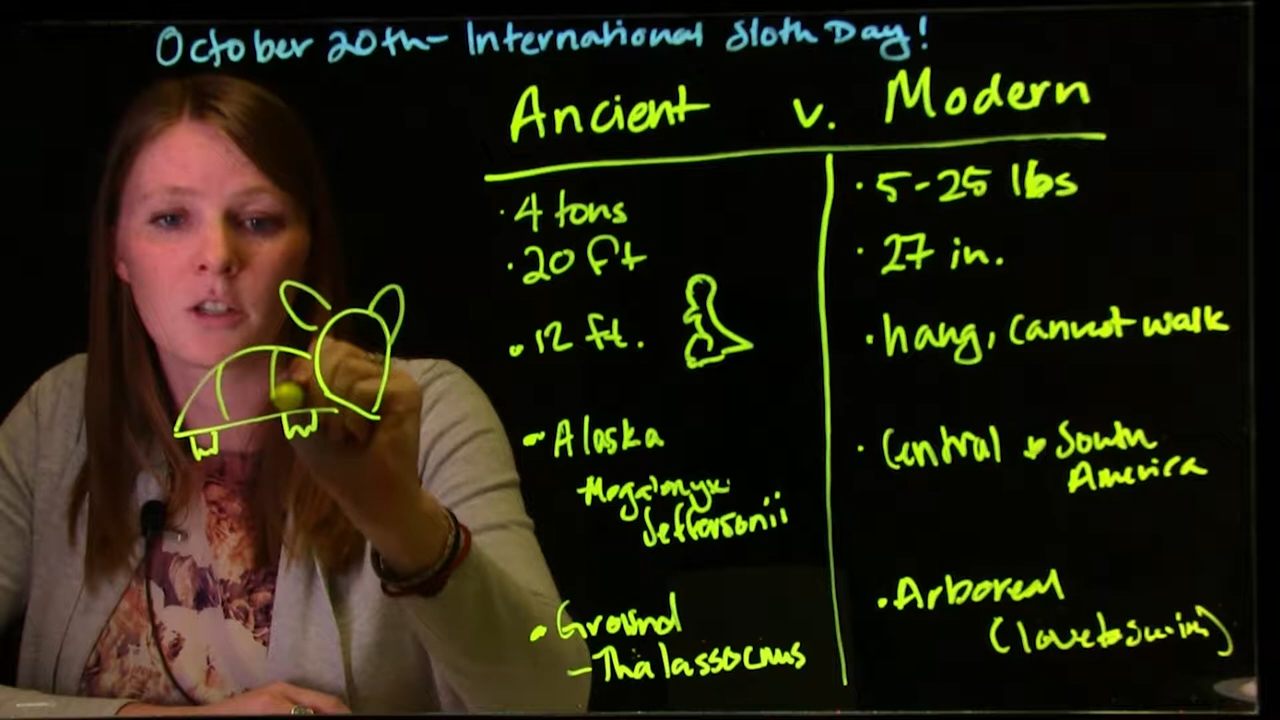 October 20th - International Sloth Day!
Ancient v. Modern
· 4 tons
· 20 ft
· 12 ft.
- Alaska
Megalonyx
Jeffersonii
· Ground
- Thalassocnus
· 5-25 lbs
· 27 in.
· hang, cannot walk
· Central + South
America
· Arboreal
(love to swim)